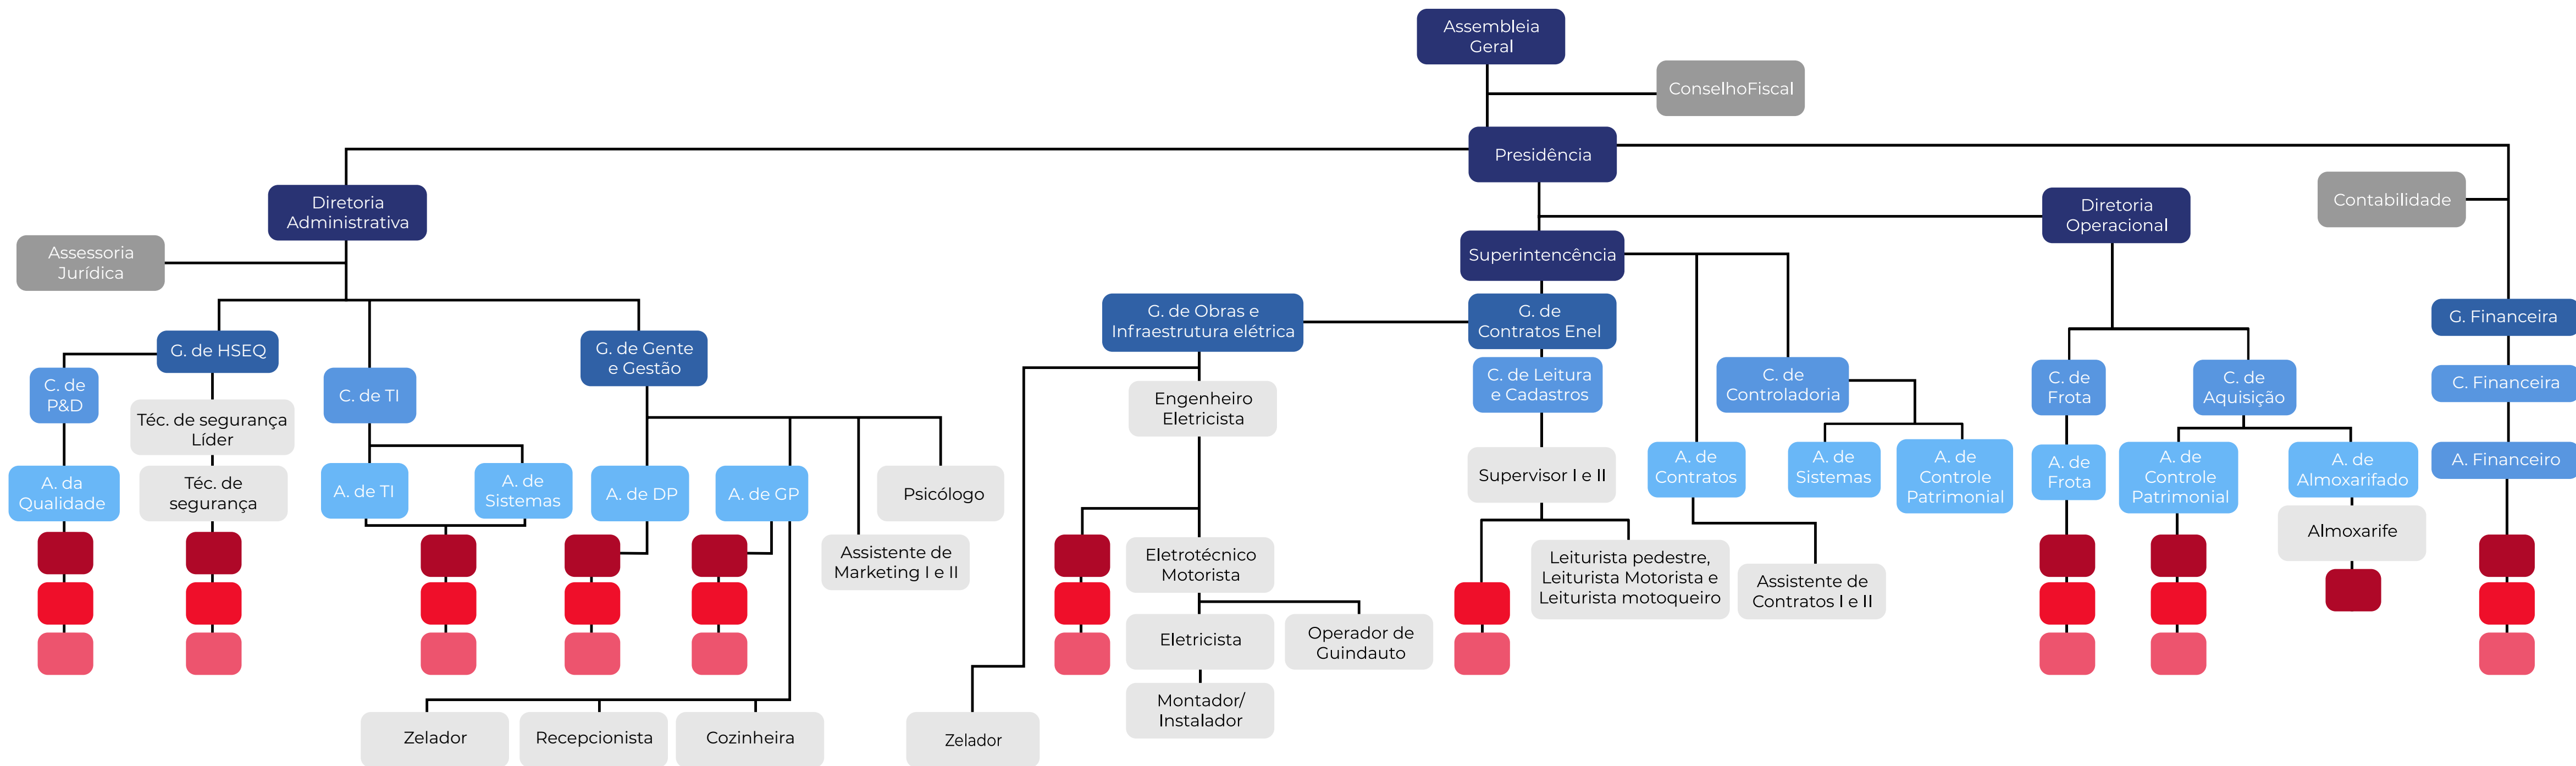 Assembleia
Geral
ConselhoFiscal
Presidência
Diretoria
Administrativa
Diretoria
Operacional
Contabilidade
Assessoria
Jurídica
Superintencência
G. de Obras e
Infraestrutura elétrica
G. de
Contratos Enel
G. Financeira
G. de HSEQ
G. de Gente
e Gestão
C. de
P&D
C. de TI
C. de Leitura
e Cadastros
C. de
Controladoria
C. de
Frota
C. de
Aquisição
C. Financeira
Téc. de segurança
Líder
Engenheiro
Eletricista
A. da
Qualidade
Téc. de
segurança
A. de TI
A. de
Sistemas
A. de DP
A. de GP
Psicólogo
Supervisor I e II
A. de
Contratos
A. de
Sistemas
A. de
Controle
Patrimonial
A. de
Frota
A. de
Controle
Patrimonial
A. de
Almoxarifado
A. Financeiro
Almoxarife
Assistente de
Marketing I e II
Eletrotécnico
Motorista
Leiturista pedestre,
Leiturista Motorista e
Leiturista motoqueiro
Assistente de
Contratos I e II
Eletricista
Operador de
Guindauto
Montador/
Instalador
Zelador
Recepcionista
Cozinheira
Zelador